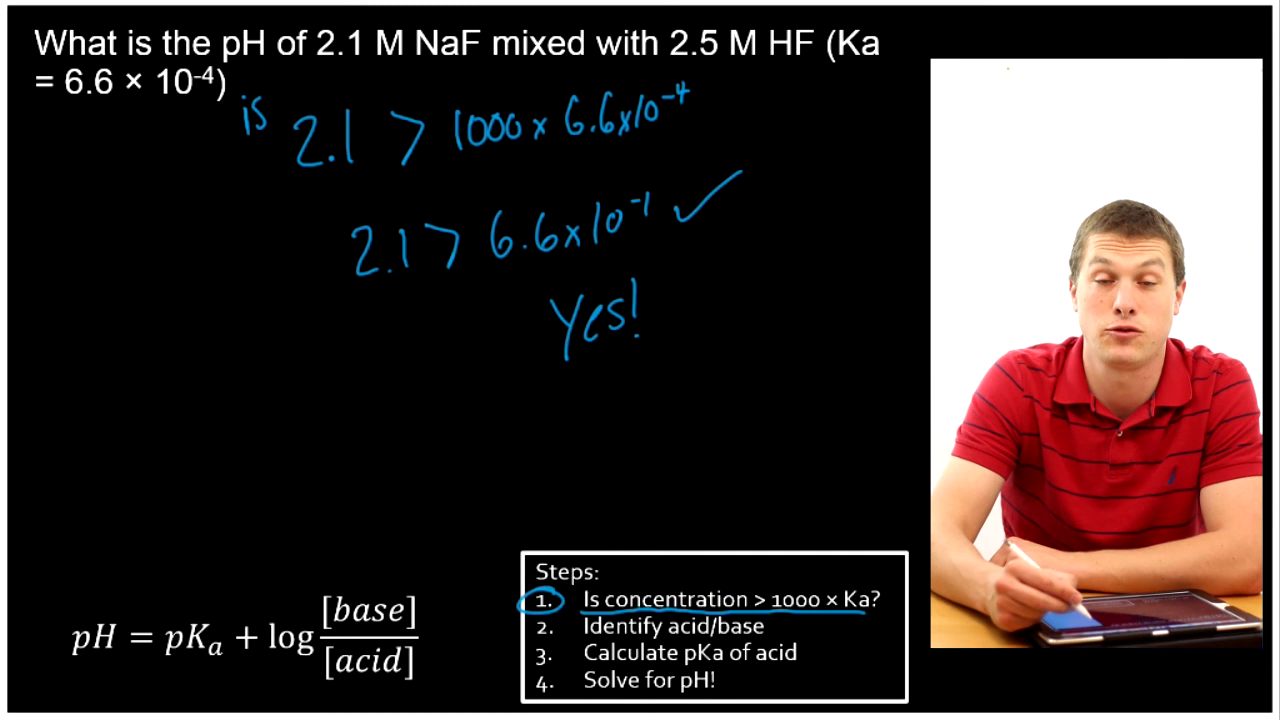 What is the pH of 2.1 M NaF mixed with 2.5 M HF (Ka
= 6.6 × 10⁻⁴)
is 2.1 > 1000 × 6.6x10⁻⁴
2.1 > 6.6x10⁻¹ ✓
Yes!
Steps:
1. Is concentration > 1000 × Ka?
2. Identify acid/base
3. Calculate pKa of acid
4. Solve for pH!
pH = pKₐ + log [base]/[acid]